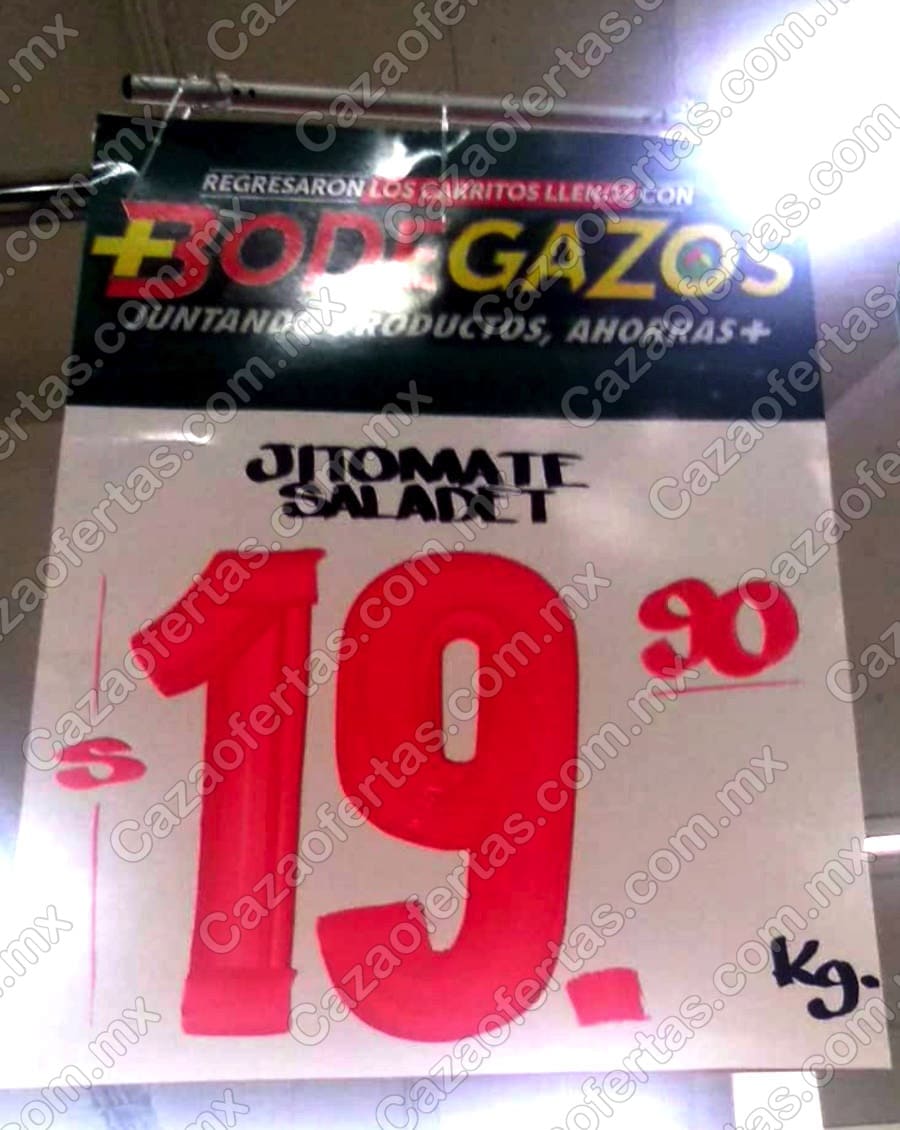 REGRESARON LOS CARRITOS LLENOS CON
+BODEGAZOS
JUNTANDO PRODUCTOS, AHORRAS+
JITOMATE
SALADET
$19.90
Kg.
Cazaofertas.com.mx